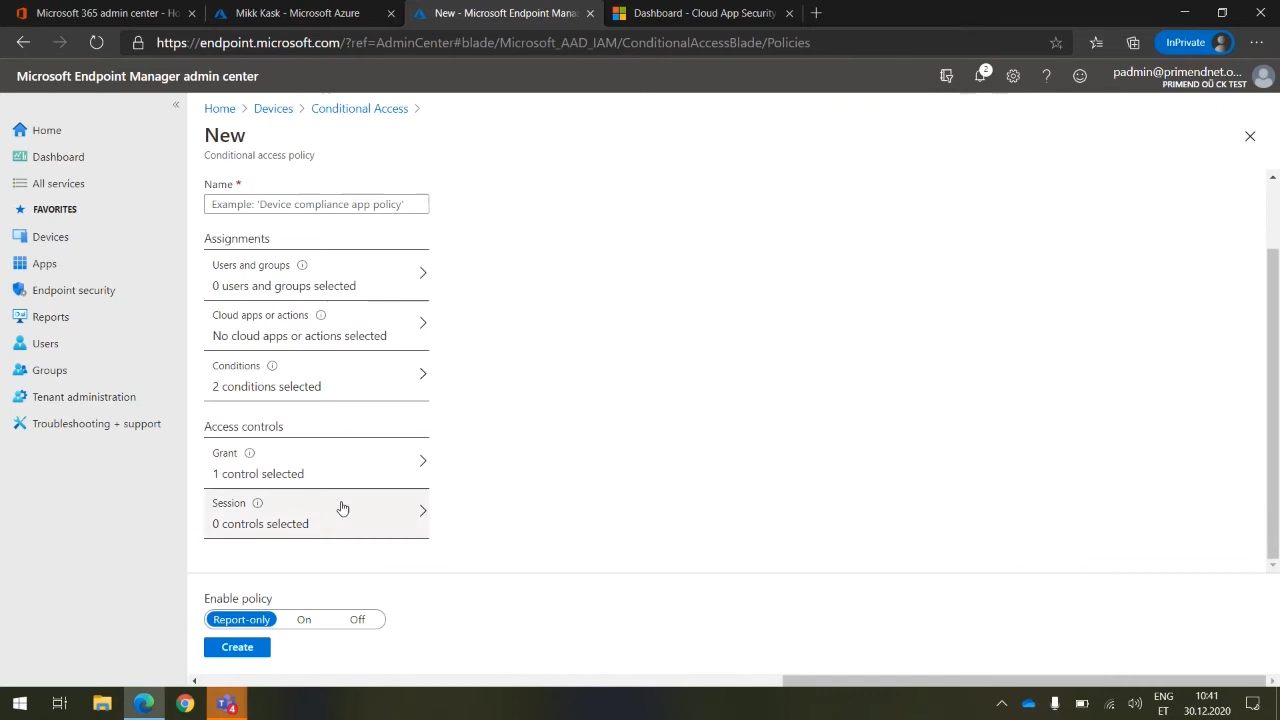 Microsoft 365 admin center - Ho
Mikk Kask - Microsoft Azure
New - Microsoft Endpoint Mana
Dashboard - Cloud App Security
https://endpoint.microsoft.com/?ref=AdminCenter#blade/Microsoft_AAD_IAM/ConditionalAccessBlade/Policies
InPrivate
Microsoft Endpoint Manager admin center
2
padmin@primendnet.o...
PRIMEND OÜ CK TEST
Home
Dashboard
All services
FAVORITES
Devices
Apps
Endpoint security
Reports
Users
Groups
Tenant administration
Troubleshooting + support
Home > Devices > Conditional Access >
New
Conditional access policy
Name *
Example: 'Device compliance app policy'
Assignments
Users and groups
0 users and groups selected
Cloud apps or actions
No cloud apps or actions selected
Conditions
2 conditions selected
Access controls
Grant
1 control selected
Session
0 controls selected
Enable policy
Report-only On Off
Create
4
ENG
ET
10:41
30.12.2020